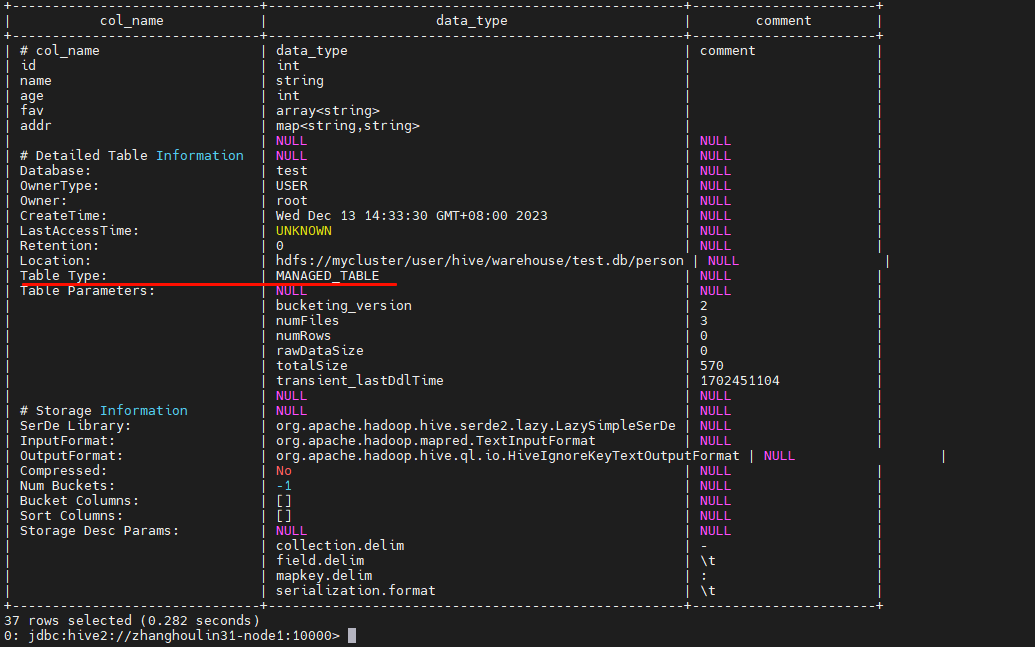 +-------------------------------+-----------------------------------------------------+-----------------------+
| col_name | data_type | comment |
+-------------------------------+-----------------------------------------------------+-----------------------+
| # col_name | data_type | comment |
| id | int | |
| name | string | |
| age | int | |
| fav | array<string> | |
| addr | map<string,string> | |
| | NULL | NULL |
| # Detailed Table Information | NULL | NULL |
| Database: | test | NULL |
| OwnerType: | USER | NULL |
| Owner: | root | NULL |
| CreateTime: | Wed Dec 13 14:33:30 GMT+08:00 2023 | NULL |
| LastAccessTime: | UNKNOWN | NULL |
| Retention: | 0 | NULL |
| Location: | hdfs://mycluster/user/hive/warehouse/test.db/person | NULL |
| Table Type: | MANAGED_TABLE | NULL |
| Table Parameters: | NULL | NULL |
| | bucketing_version | 2 |
| | numFiles | 3 |
| | numRows | 0 |
| | rawDataSize | 0 |
| | totalSize | 570 |
| | transient_lastDdlTime | 1702451104 |
| | NULL | NULL |
| # Storage Information | NULL | NULL |
| SerDe Library: | org.apache.hadoop.hive.serde2.lazy.LazySimpleSerDe | NULL |
| InputFormat: | org.apache.hadoop.mapred.TextInputFormat | NULL |
| OutputFormat: | org.apache.hadoop.hive.ql.io.HiveIgnoreKeyTextOutputFormat | NULL |
| Compressed: | No | NULL |
| Num Buckets: | -1 | NULL |
| Bucket Columns: | [] | NULL |
| Sort Columns: | [] | NULL |
| Storage Desc Params: | NULL | NULL |
| | collection.delim | - |
| | field.delim | \t |
| | mapkey.delim | : |
| | serialization.format | \t |
+-------------------------------+-----------------------------------------------------+-----------------------+
37 rows selected (0.282 seconds)
0: jdbc:hive2://zhanghoulin31-node1:10000>